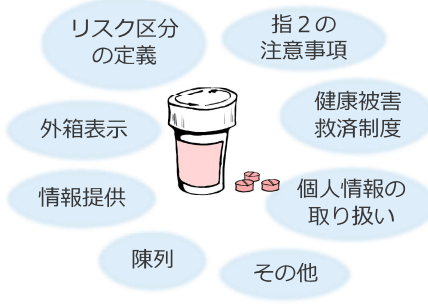 リスク区分
の定義
指２の
注意事項
外箱表示
健康被害
救済制度
情報提供
個人情報の
取り扱い
陳列
その他